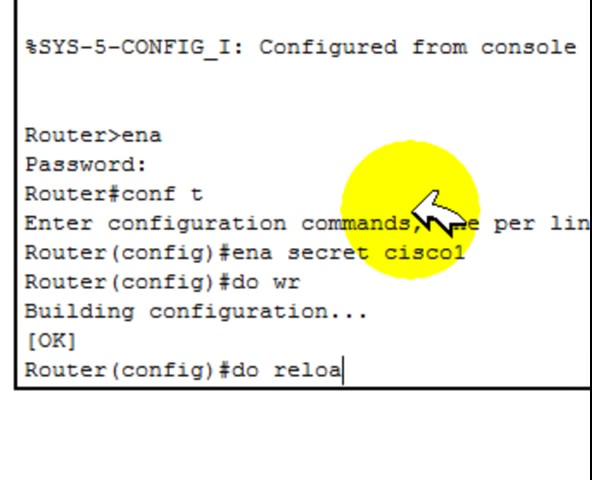 %SYS-5-CONFIG_I: Configured from console
Router>ena
Password:
Router#conf t
Enter configuration commands, per lin
Router(config)#ena secret cisco1
Router(config)#do wr
Building configuration...
[OK]
Router(config)#do reloa